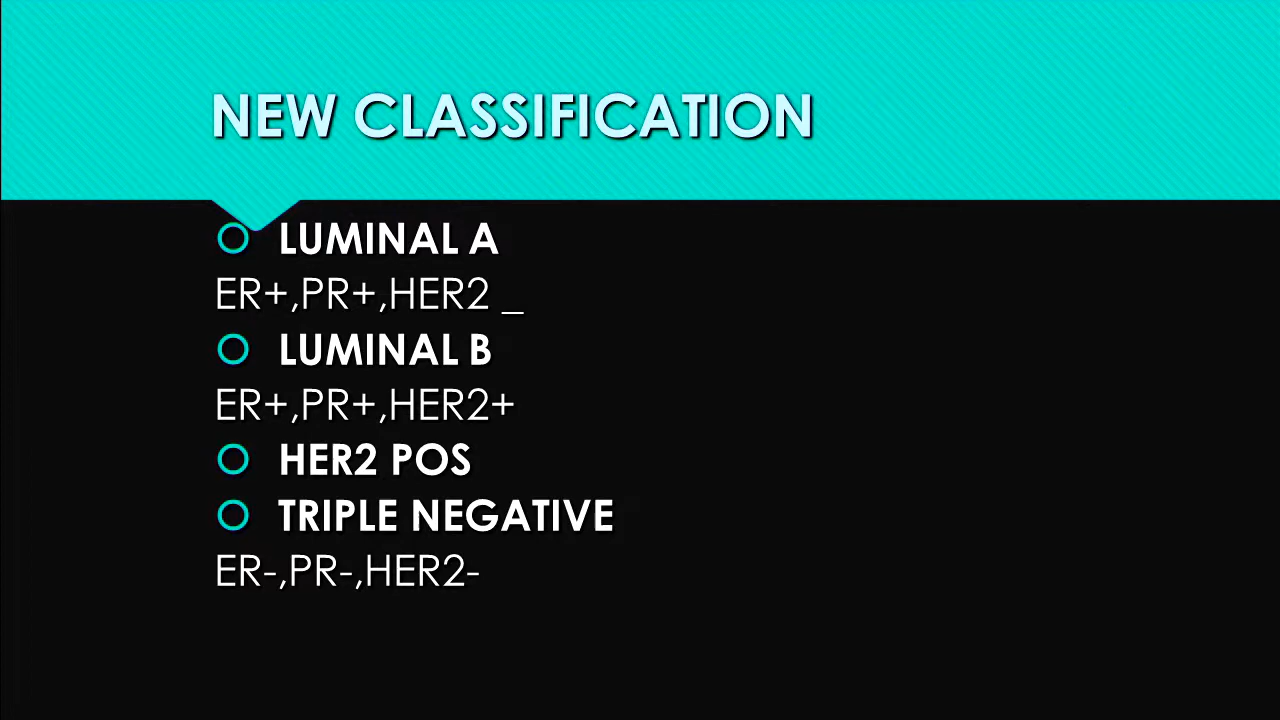 NEW CLASSIFICATION
LUMINAL A
ER+,PR+,HER2 _
LUMINAL B
ER+,PR+,HER2+
HER2 POS
TRIPLE NEGATIVE
ER-,PR-,HER2-